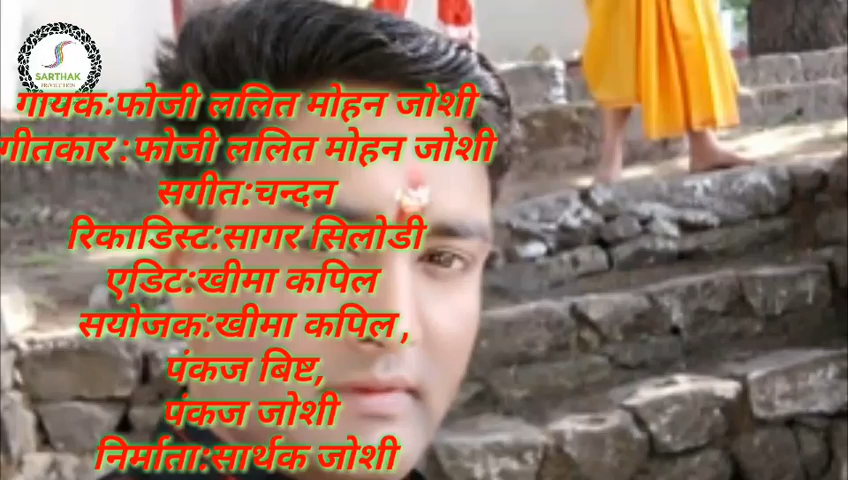 SARTHAK
PRODUCTION
गायक:फोजी ललित मोहन जोशी
गीतकार:फोजी ललित मोहन जोशी
सगीत:चन्दन
रिकाडिस्ट:सागर सिलोडी
एडिट:खीमा कपिल
सयोजक:खीमा कपिल,
पंकज बिष्ट,
पंकज जोशी
निर्माता:सार्थक जोशी